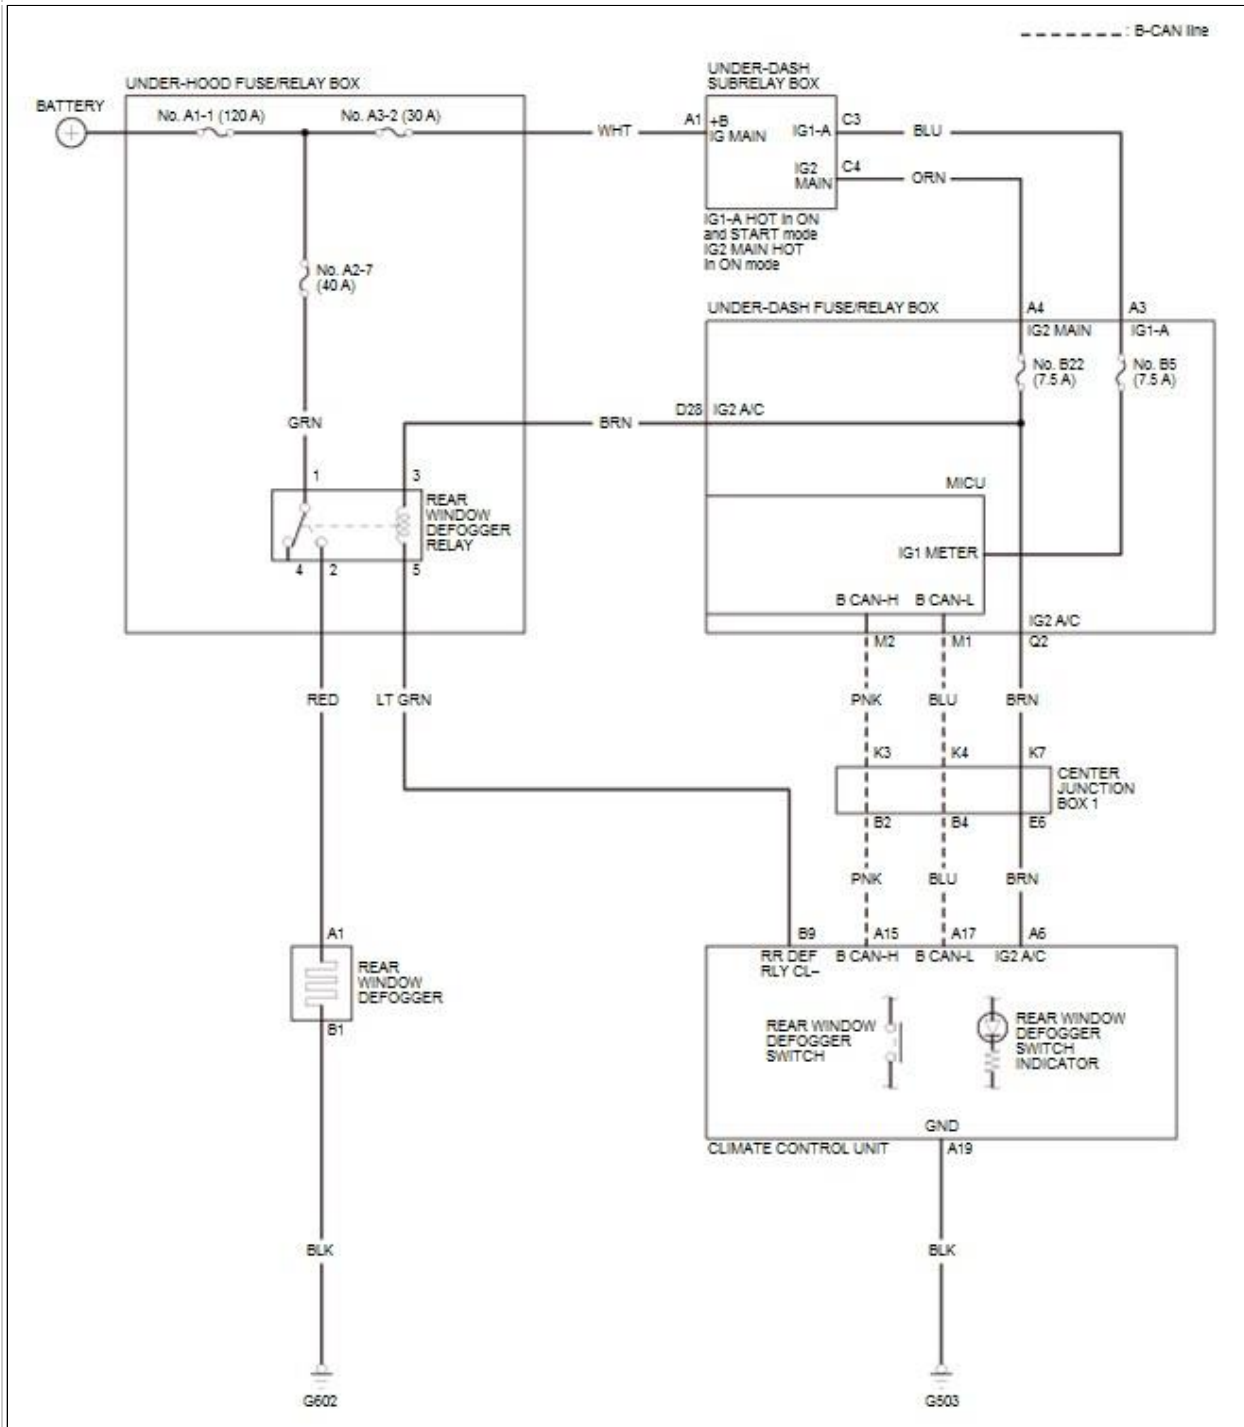 : B-CAN line
UNDER-HOOD FUSE/RELAY BOX
BATTERY
No. A1-1 (120 A)
No. A3-2 (30 A)
WHT
UNDER-DASH
SUBRELAY BOX
A1
+B
IG MAIN
IG1-A
C3
BLU
IG2
MAIN
C4
ORN
IG1-A HOT in ON
and START mode
IG2 MAIN HOT
in ON mode
No. A2-7
(40 A)
UNDER-DASH FUSE/RELAY BOX
A4
A3
IG2 MAIN
IG1-A
No. B22
(7.5 A)
No. B5
(7.5 A)
GRN
BRN
D28
IG2 A/C
1
3
REAR
WINDOW
DEFOGGER
RELAY
4
2
5
MICU
IG1 METER
B CAN-H
B CAN-L
IG2 A/C
M2
M1
Q2
RED
LT GRN
PNK
BLU
BRN
K3
K4
K7
CENTER
JUNCTION
BOX 1
B2
B4
E6
PNK
BLU
BRN
A1
REAR
WINDOW
DEFOGGER
B1
B9
A15
A17
A6
RR DEF
RLY CL-
B CAN-H
B CAN-L
IG2 A/C
REAR WINDOW
DEFOGGER
SWITCH
REAR WINDOW
DEFOGGER
SWITCH
INDICATOR
GND
CLIMATE CONTROL UNIT
A19
BLK
BLK
G602
G503